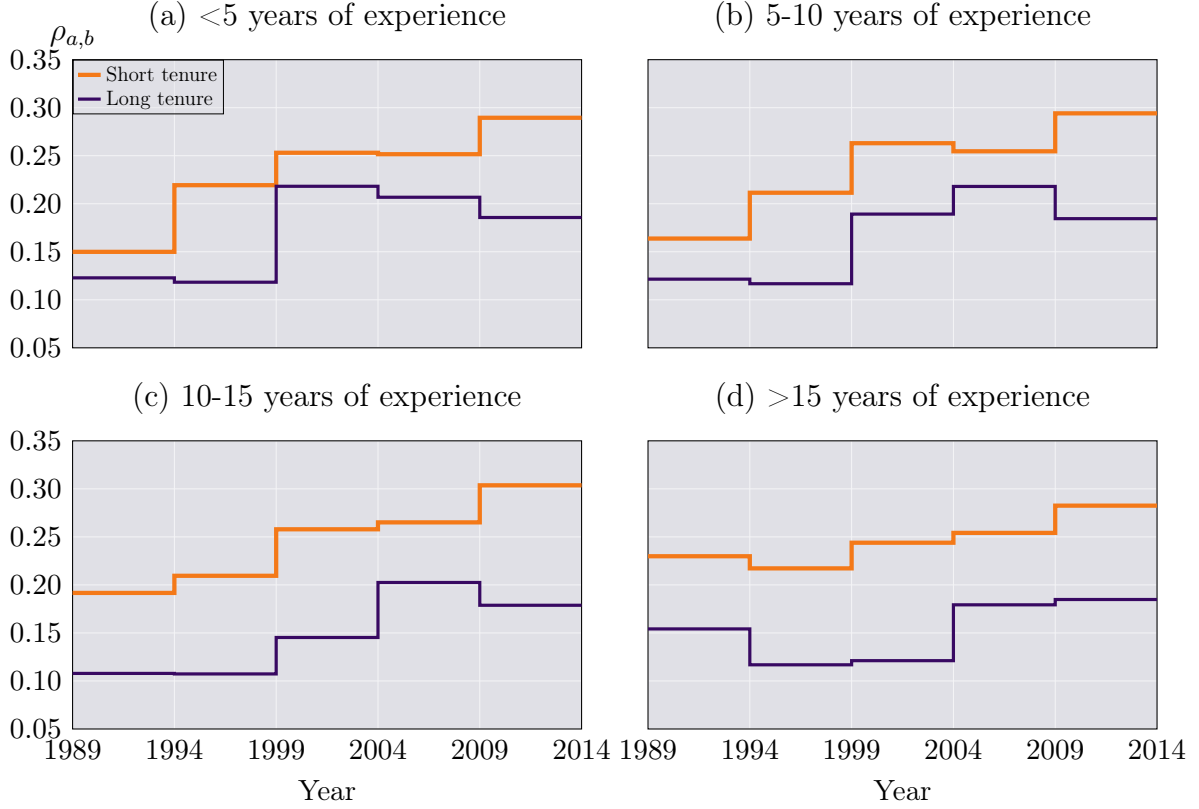 (a) <5 years of experience
(b) 5-10 years of experience
ρa,b
0.35
0.30
0.25
0.20
0.15
0.10
0.05
Short tenure
Long tenure
(c) 10-15 years of experience
(d) >15 years of experience
0.35
0.30
0.25
0.20
0.15
0.10
0.05
1989 1994 1999 2004 2009 2014
1989 1994 1999 2004 2009 2014
Year
Year